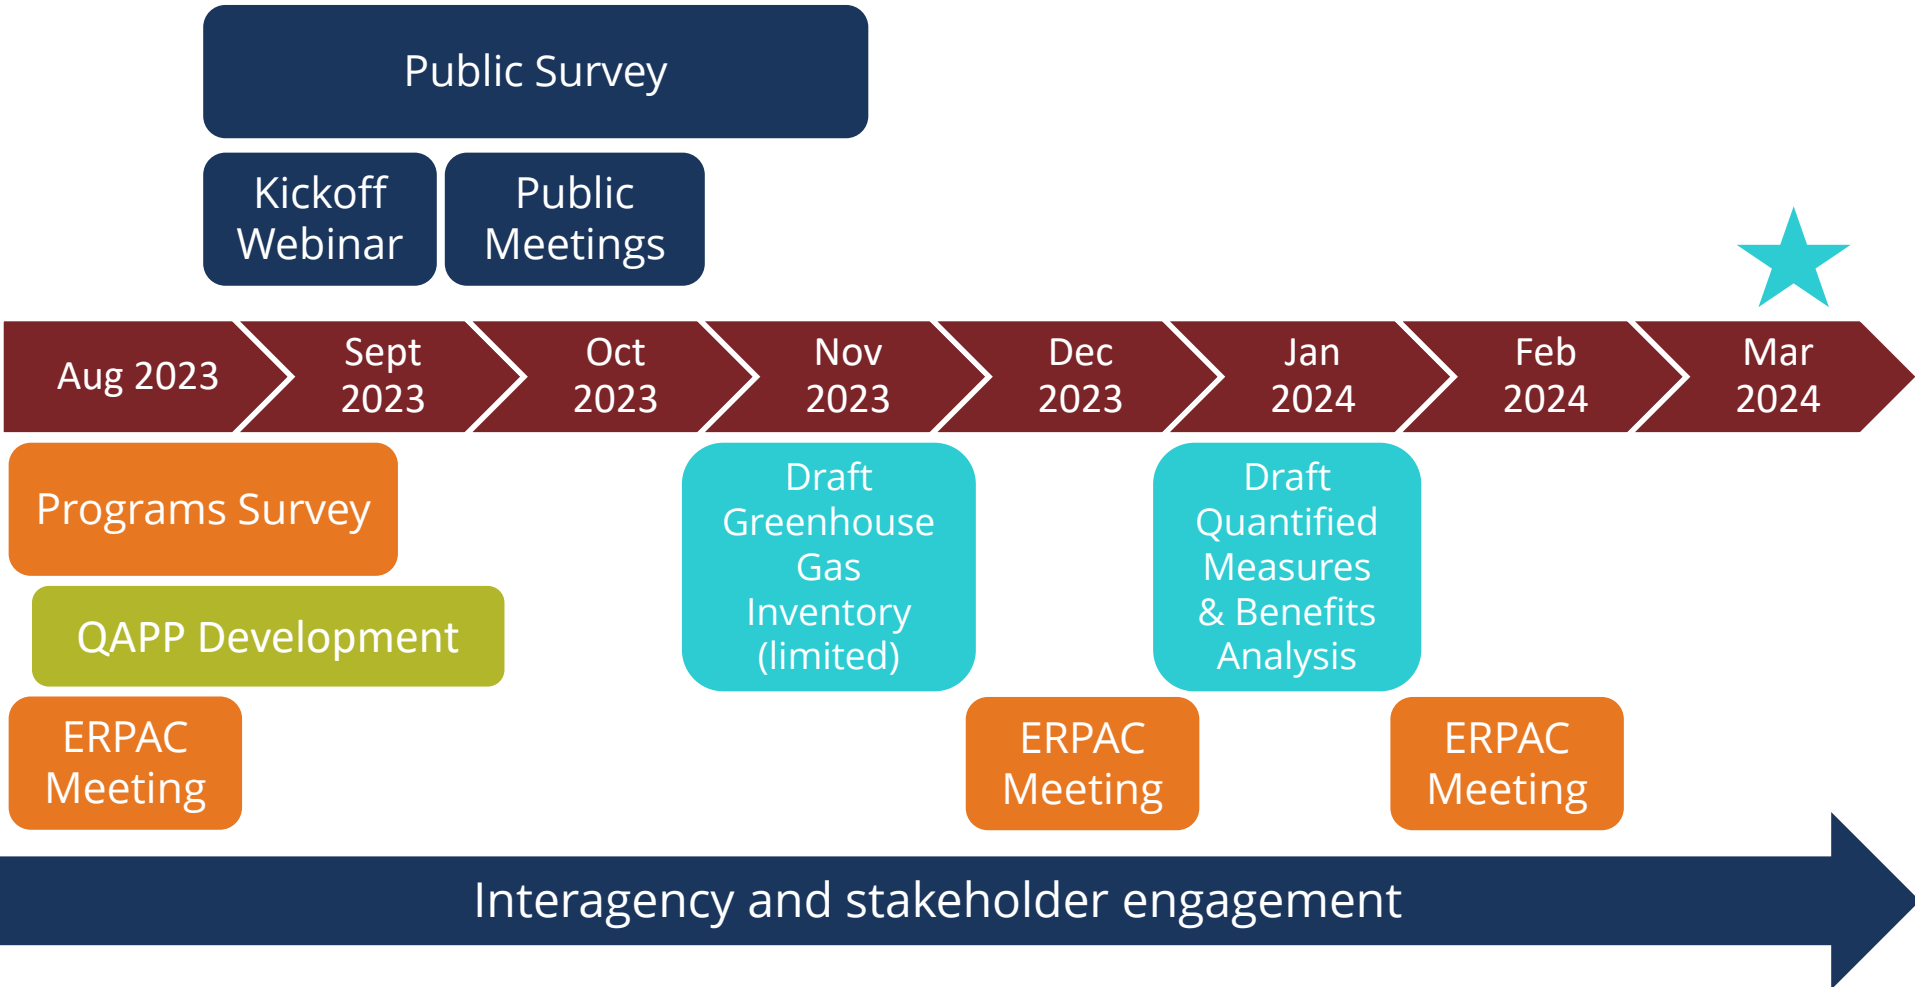 Public Survey
Kickoff
Webinar
Public
Meetings
Aug 2023
Sept
2023
Oct
2023
Nov
2023
Dec
2023
Jan
2024
Feb
2024
Mar
2024
Programs Survey
QAPP Development
ERPAC
Meeting
Draft
Greenhouse
Gas
Inventory
(limited)
Draft
Quantified
Measures
& Benefits
Analysis
ERPAC
Meeting
ERPAC
Meeting
Interagency and stakeholder engagement